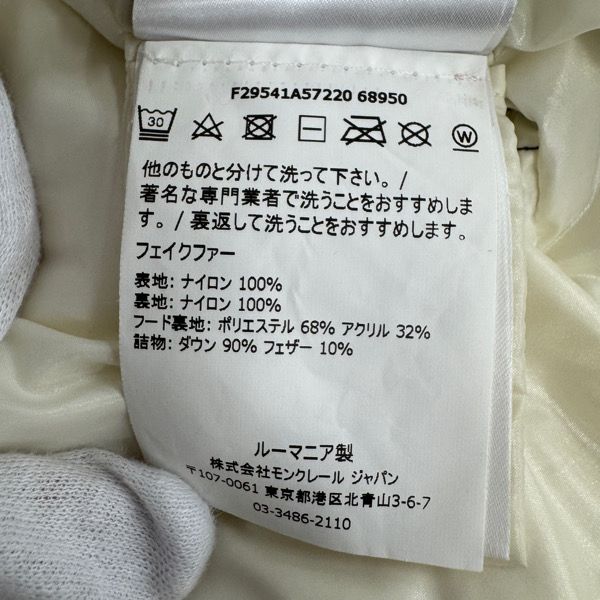 F29541A57220 68950
30 W
他のものと分けて洗って下さい。/
著名な専門業者で洗うことをおすすめしま
す。/ 裏返して洗うことをおすすめします。
フェイクファー
表地: ナイロン 100%
裏地: ナイロン 100%
フード裏地: ポリエステル 68% アクリル 32%
詰物: ダウン 90% フェザー 10%
ルーマニア製
株式会社モンクレール ジャパン
〒107-0061 東京都港区北青山3-6-7
03-3486-2110